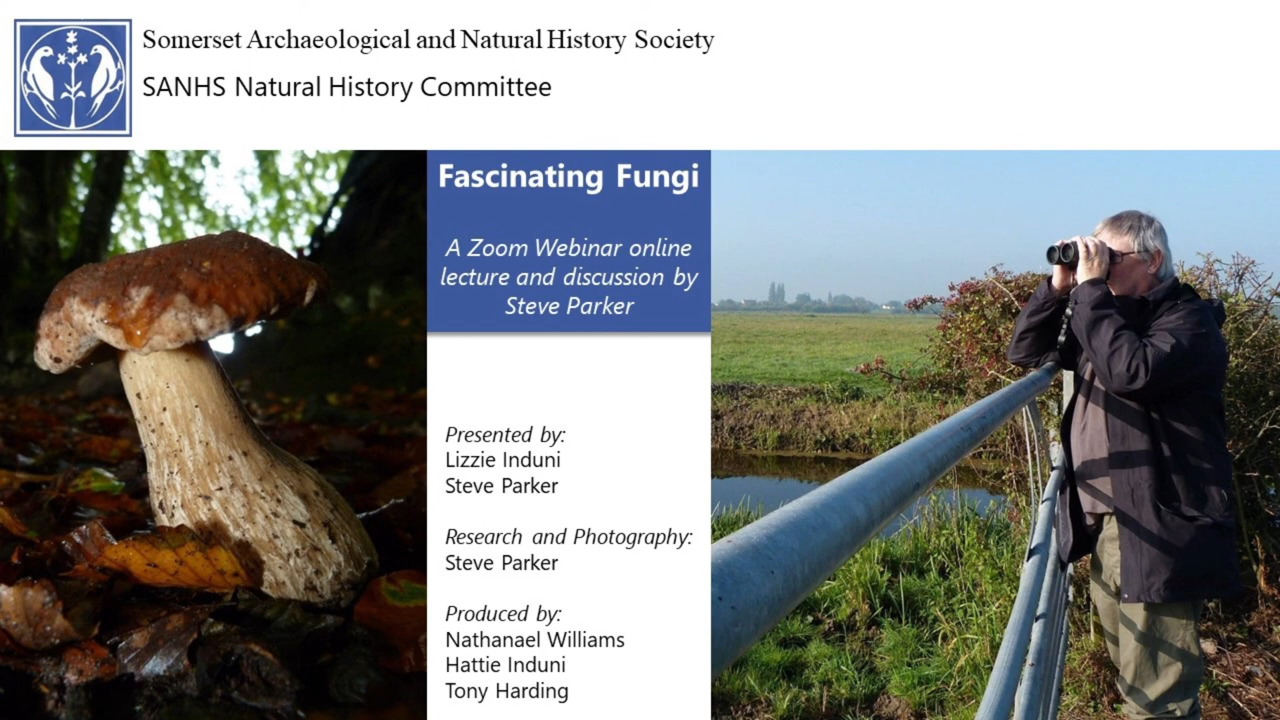 Somerset Archaeological and Natural History Society
SANHS Natural History Committee
Fascinating Fungi
A Zoom Webinar online
lecture and discussion by
Steve Parker
Presented by:
Lizzie Induni
Steve Parker
Research and Photography:
Steve Parker
Produced by:
Nathanael Williams
Hattie Induni
Tony Harding